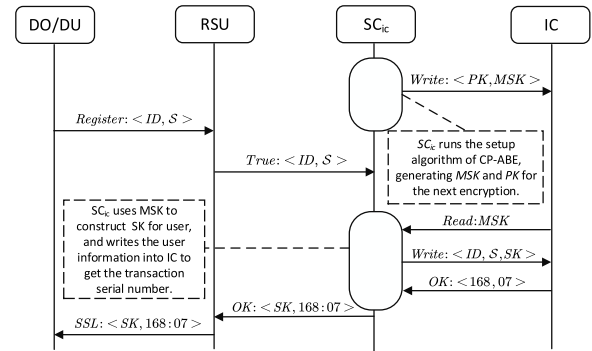 DO/DU
RSU
SCic
IC
Write: < PK, MSK >
Register: < ID, S >
SCic runs the setup
algorithm of CP-ABE,
generating MSK and PK for
the next encryption.
True: < ID, S >
SCic uses MSK to
construct SK for user,
and writes the user
information into IC to
get the transaction
serial number.
Read: MSK
Write: < ID, S, SK >
OK: < 168, 07 >
OK: < SK, 168 : 07 >
SSL: < SK, 168 : 07 >